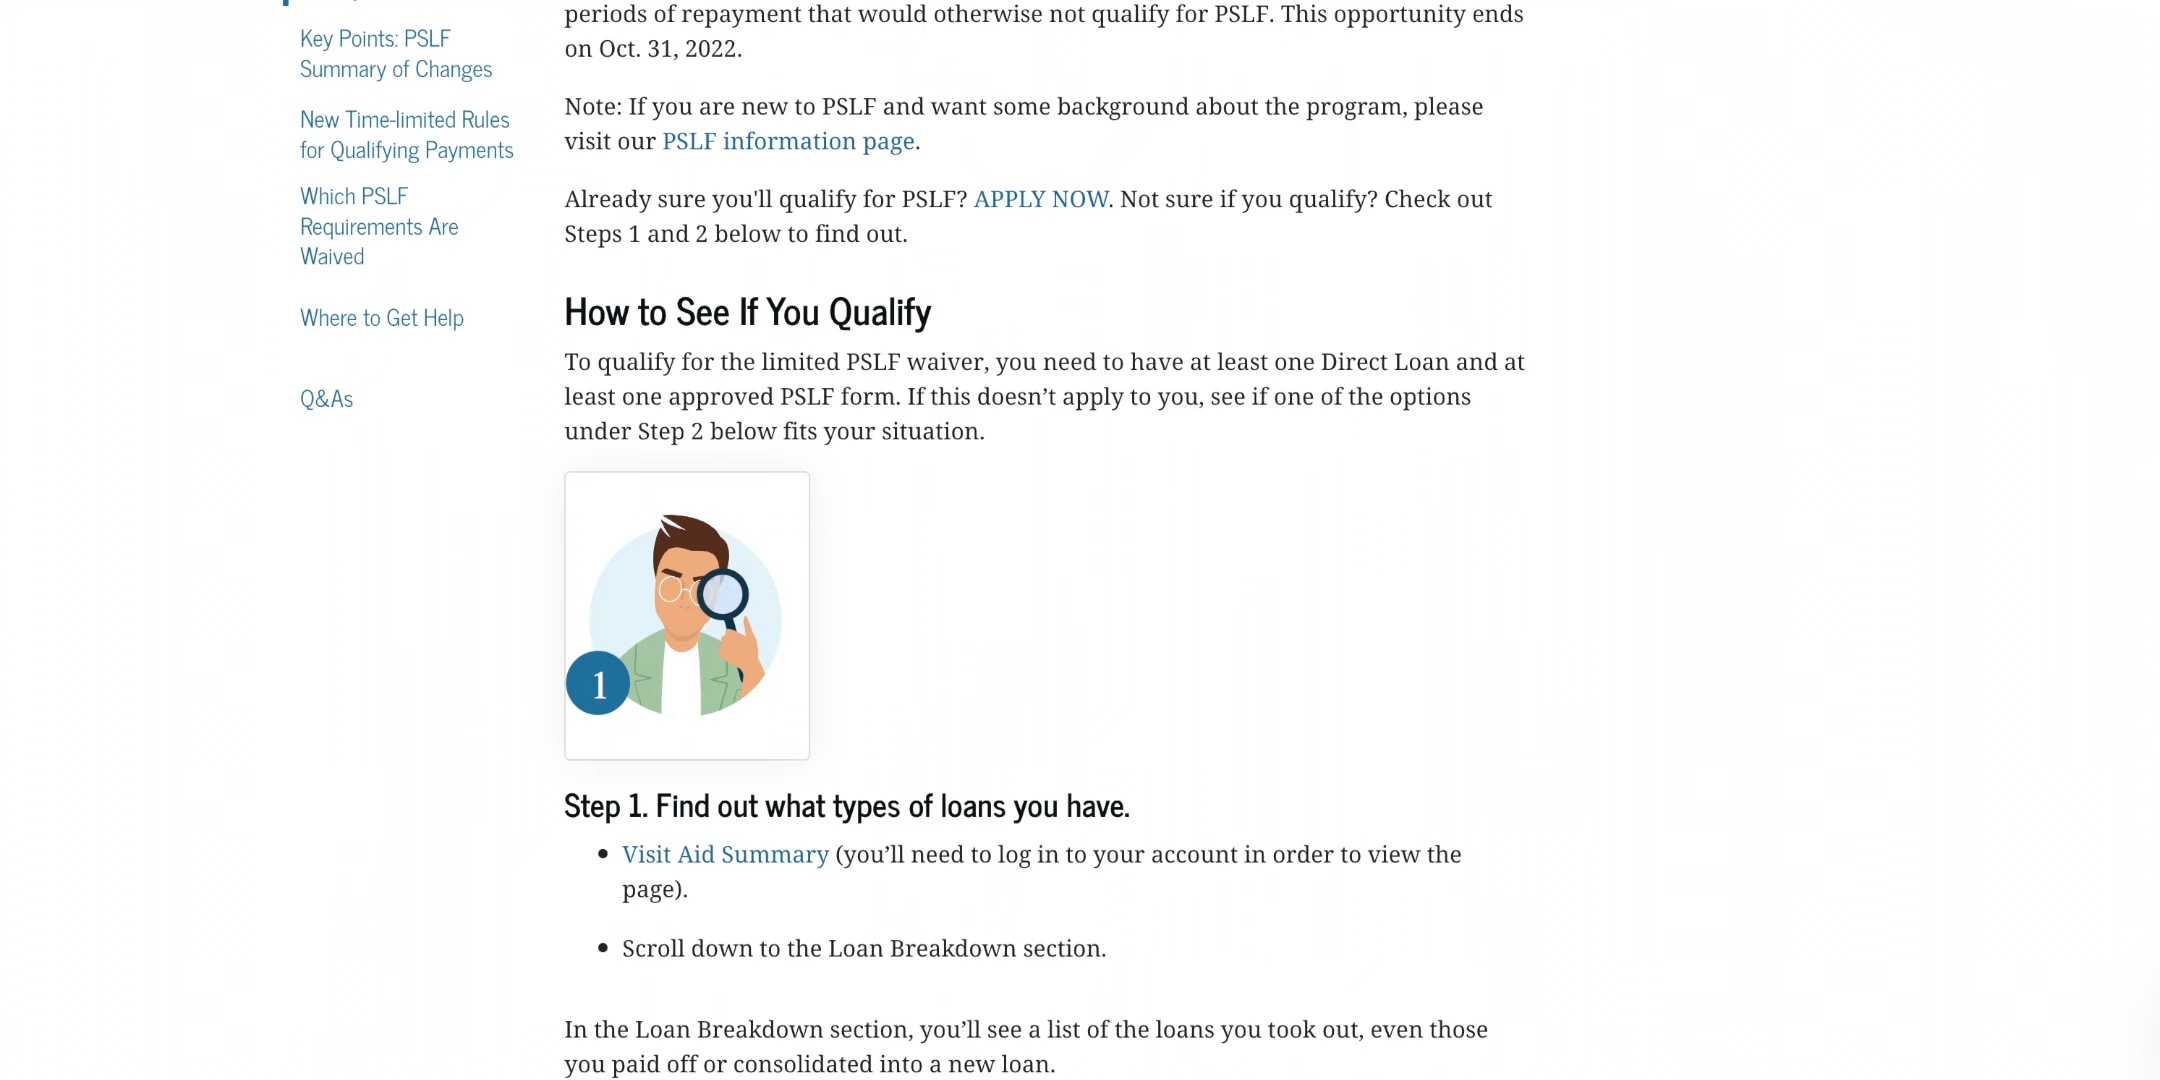 Key Points: PSLF
Summary of Changes
New Time-limited Rules
for Qualifying Payments
Which PSLF
Requirements Are
Waived
Where to Get Help
Q&As
periods of repayment that would otherwise not qualify for PSLF. This opportunity ends
on Oct. 31, 2022.
Note: If you are new to PSLF and want some background about the program, please
visit our PSLF information page.
Already sure you'll qualify for PSLF? APPLY NOW. Not sure if you qualify? Check out
Steps 1 and 2 below to find out.
How to See If You Qualify
To qualify for the limited PSLF waiver, you need to have at least one Direct Loan and at
least one approved PSLF form. If this doesn’t apply to you, see if one of the options
under Step 2 below fits your situation.
1
Step 1. Find out what types of loans you have.
• Visit Aid Summary (you’ll need to log in to your account in order to view the
page).
• Scroll down to the Loan Breakdown section.
In the Loan Breakdown section, you’ll see a list of the loans you took out, even those
you paid off or consolidated into a new loan.